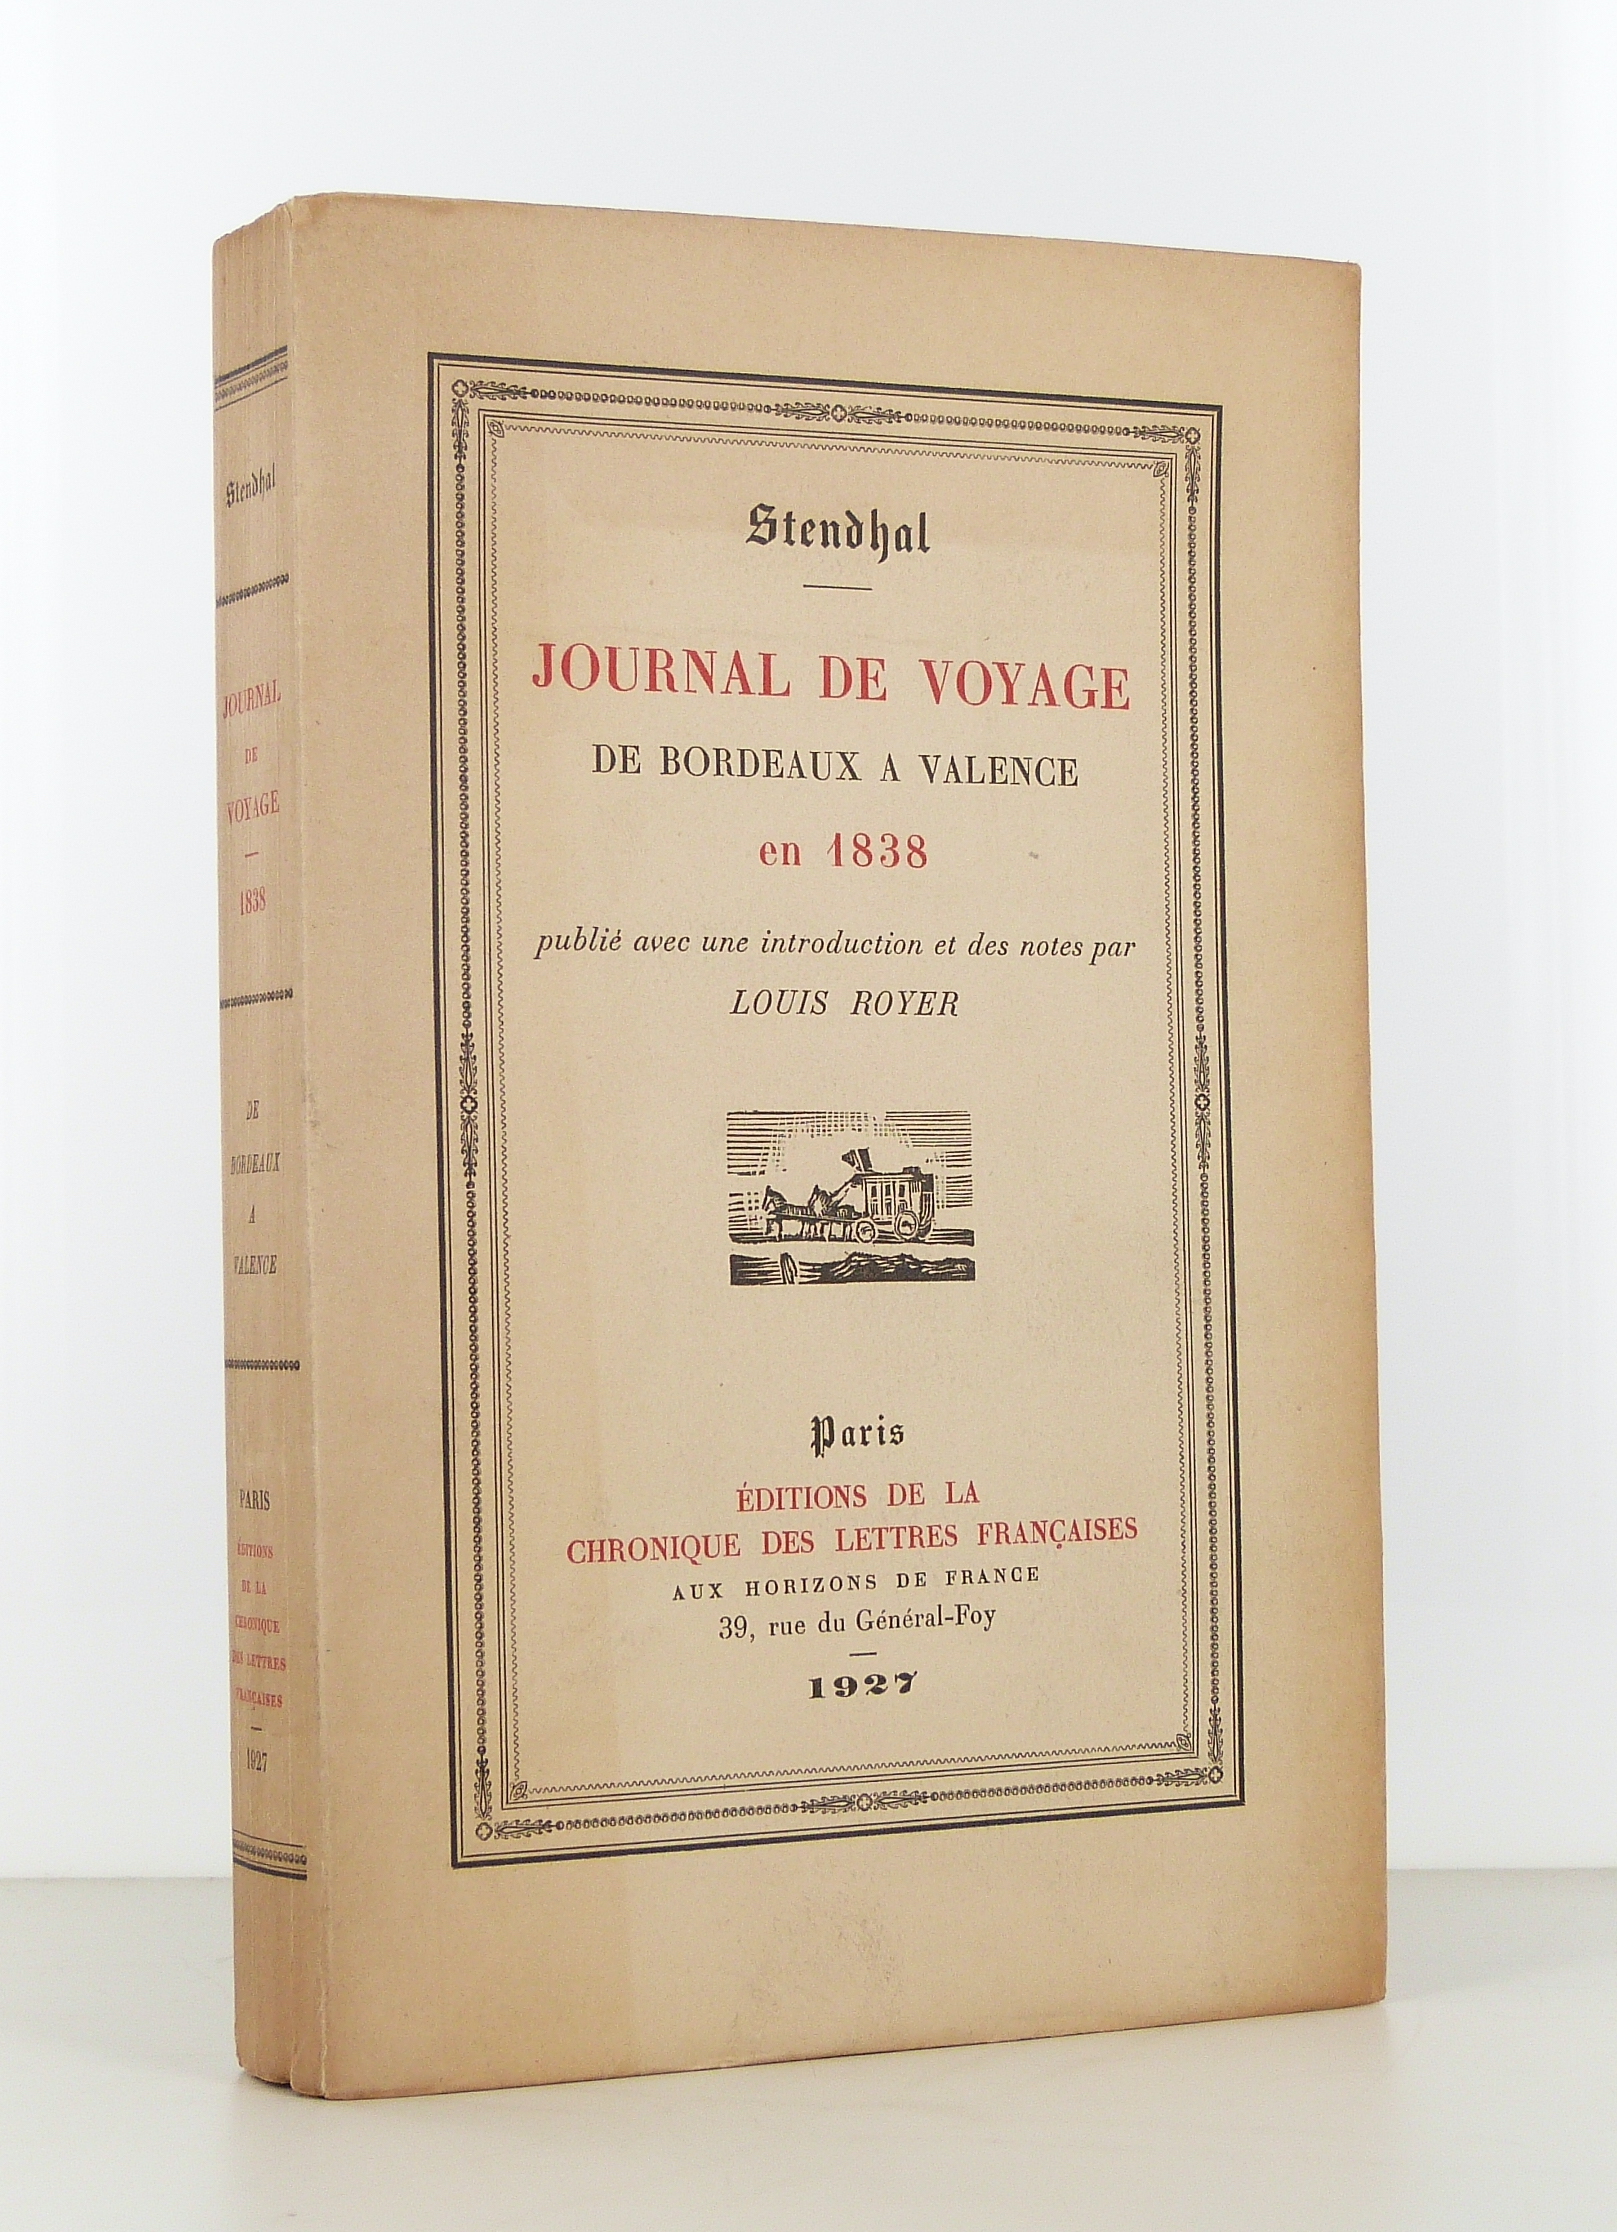 Stendhal
JOURNAL
DE
VOYAGE
1838
DE
BORDEAUX
A
VALENCE
PARIS
ÉDITIONS
DE LA
CHRONIQUE
DES LETTRES
FRANÇAISES
1927
Stendhal
JOURNAL DE VOYAGE
DE BORDEAUX A VALENCE
en 1838
publié avec une introduction et des notes par
LOUIS ROYER
Paris
ÉDITIONS DE LA
CHRONIQUE DES LETTRES FRANÇAISES
AUX HORIZONS DE FRANCE
39, rue du Général-Foy
1927